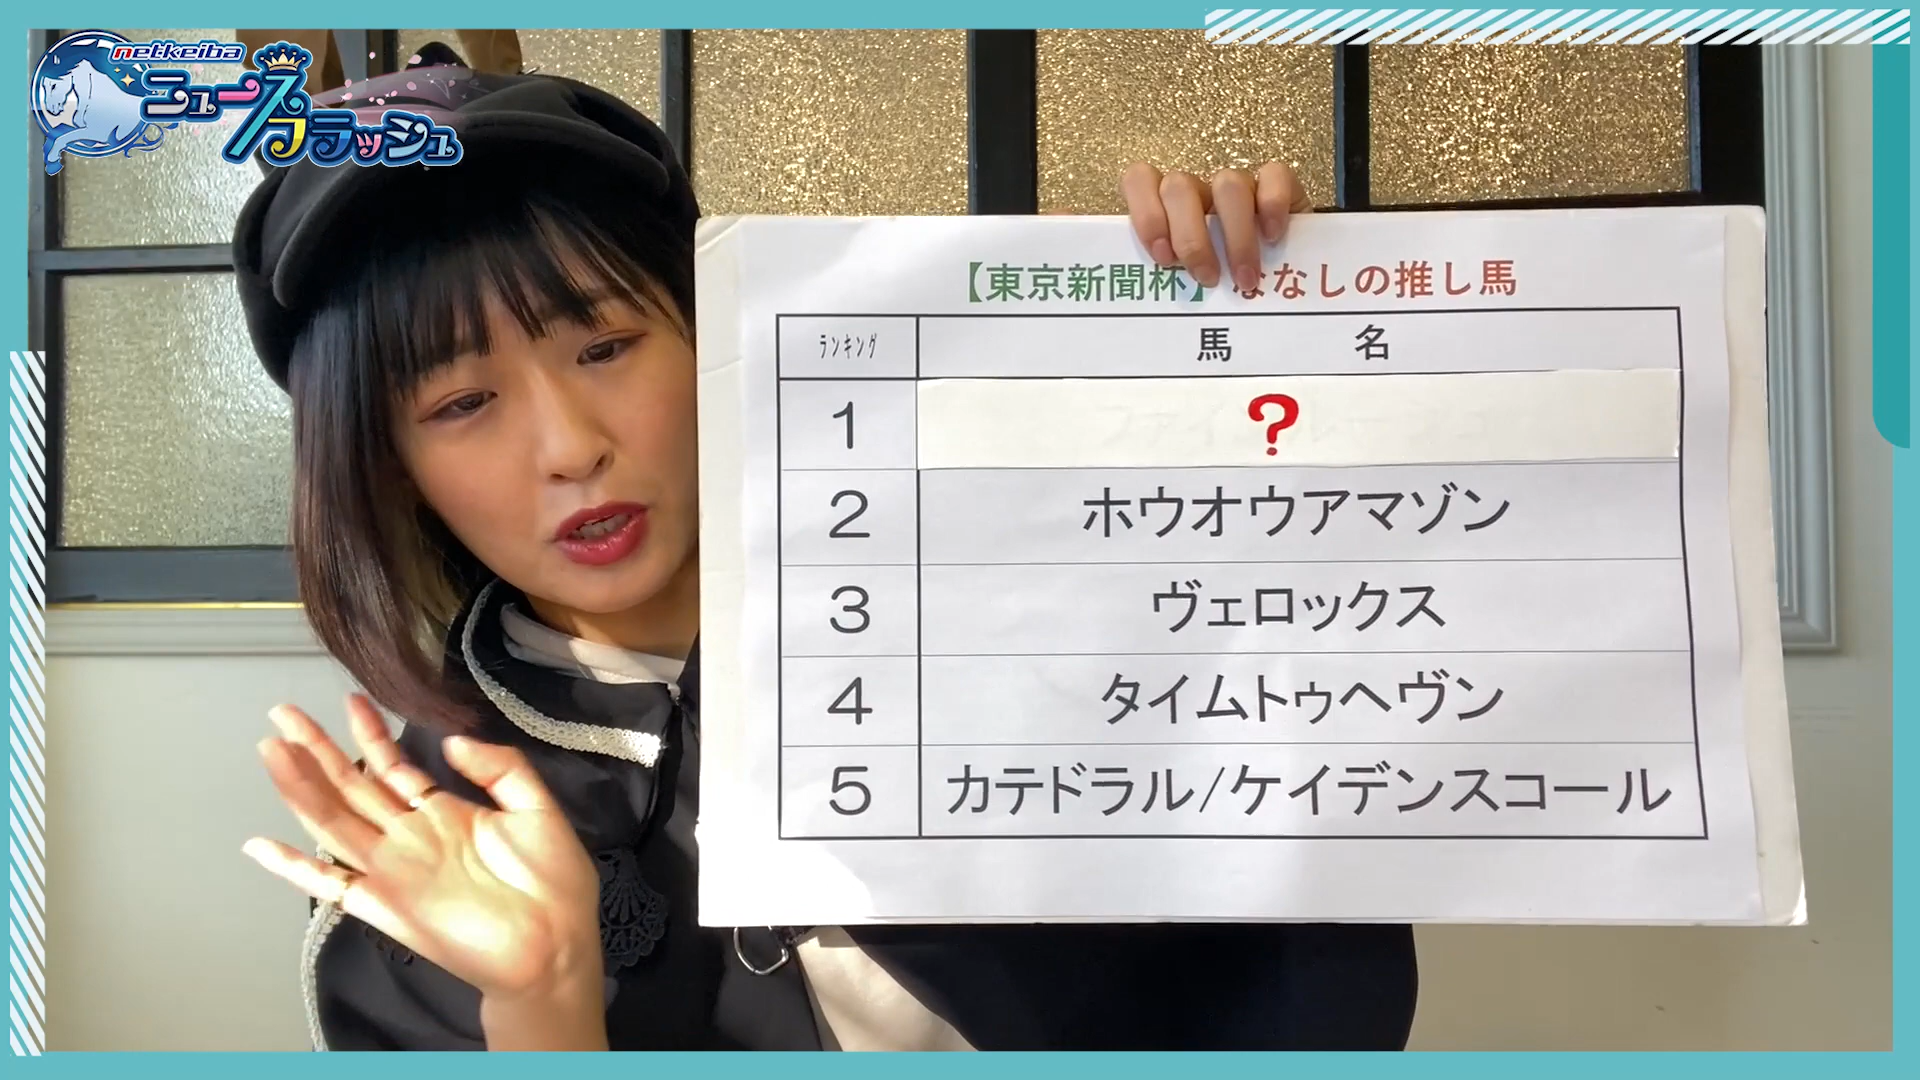 netkeiba
ニュースクラッシュ
【東京新聞杯】ななしの推し馬
ﾗﾝｷﾝｸﾞ 馬名
1 ?
2 ホウオウアマゾン
3 ヴェロックス
4 タイムトゥヘヴン
5 カテドラル/ケイデンスコール